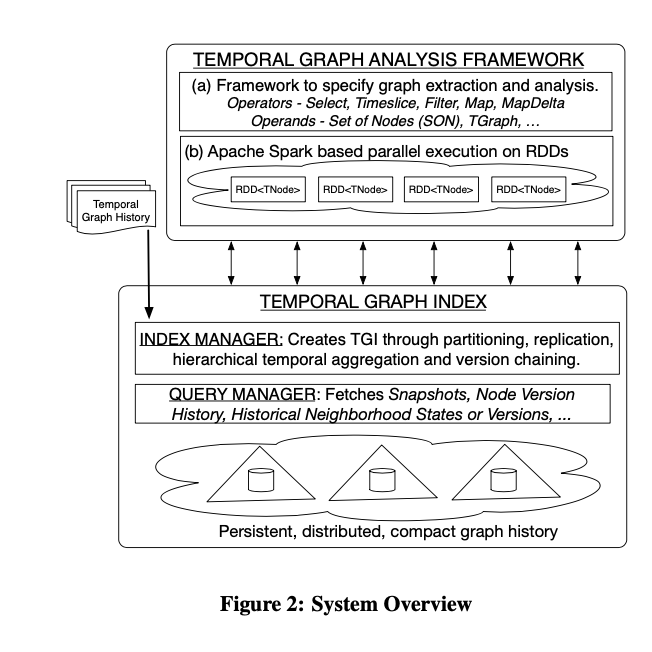 TEMPORAL GRAPH ANALYSIS FRAMEWORK
(a) Framework to specify graph extraction and analysis.
Operators - Select, Timeslice, Filter, Map, MapDelta
Operands - Set of Nodes (SON), TGraph, ...
(b) Apache Spark based parallel execution on RDDs
RDD<TNode>
RDD<TNode>
RDD<TNode>
RDD<TNode>
Temporal
Graph History
TEMPORAL GRAPH INDEX
INDEX MANAGER: Creates TGI through partitioning, replication,
hierarchical temporal aggregation and version chaining.
QUERY MANAGER: Fetches Snapshots, Node Version
History, Historical Neighborhood States or Versions, ...
Persistent, distributed, compact graph history
Figure 2: System Overview